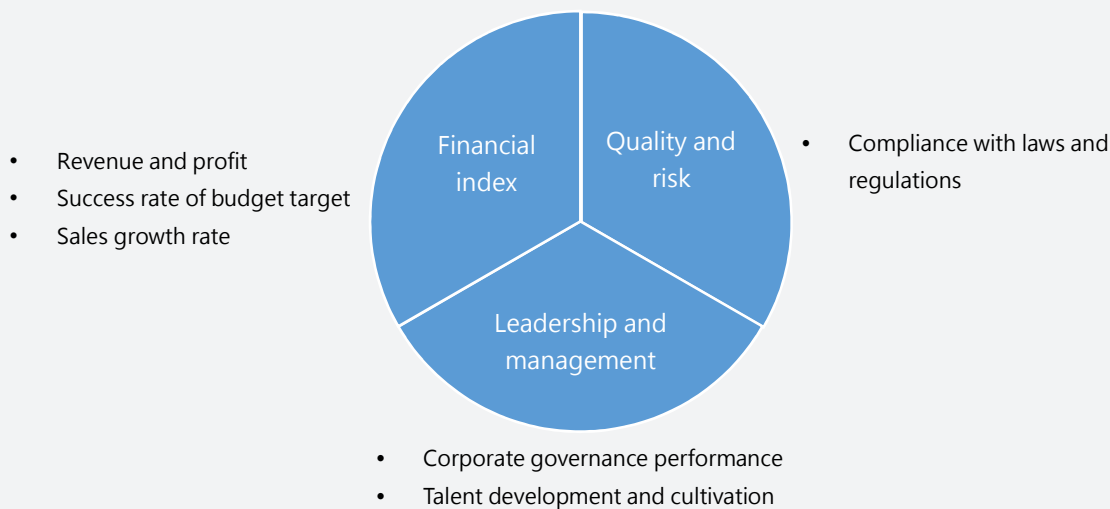 Financial
index
Quality and
risk
Leadership and
management
• Revenue and profit
• Success rate of budget target
• Sales growth rate
• Compliance with laws and
regulations
• Corporate governance performance
• Talent development and cultivation